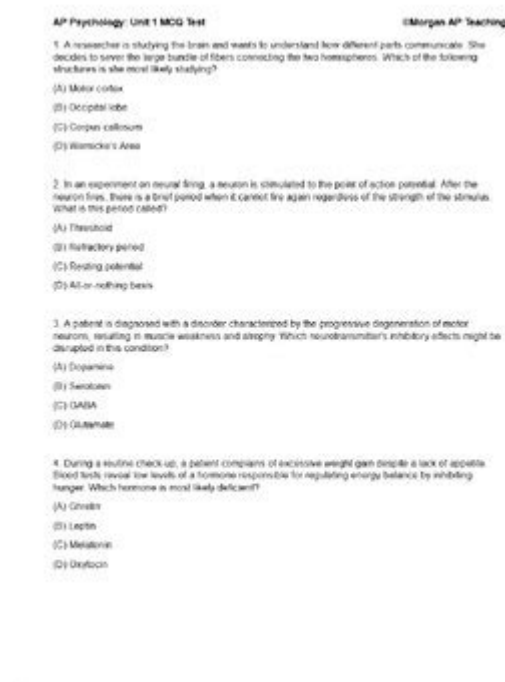 AP Psychology: Unit 1 MCQ Test ©Morgan AP Teaching
1. A researcher is studying the brain and wants to understand how different parts communicate. She
decides to sever the large bundle of fibers connecting the two hemispheres. Which of the following
structures is she most likely studying?
(A) Motor cortex
(B) Occipital lobe
(C) Corpus callosum
(D) Wernicke's Area
2. In an experiment on neural firing, a neuron is stimulated to the point of action potential. After the
neuron fires, there is a brief period when it cannot fire again regardless of the strength of the stimulus.
What is this period called?
(A) Threshold
(B) Refractory period
(C) Resting potential
(D) All-or-nothing basis
3. A patient is diagnosed with a disorder characterized by the progressive degeneration of motor
neurons, resulting in muscle weakness and atrophy. Which neurotransmitter's inhibitory effects might be
disrupted in this condition?
(A) Dopamine
(B) Serotonin
(C) GABA
(D) Glutamate
4. During a routine check-up, a patient complains of excessive weight gain despite a lack of appetite.
Blood tests reveal low levels of a hormone responsible for regulating energy balance by inhibiting
hunger. Which hormone is most likely deficient?
(A) Ghrelin
(B) Leptin
(C) Melatonin
(D) Oxytocin